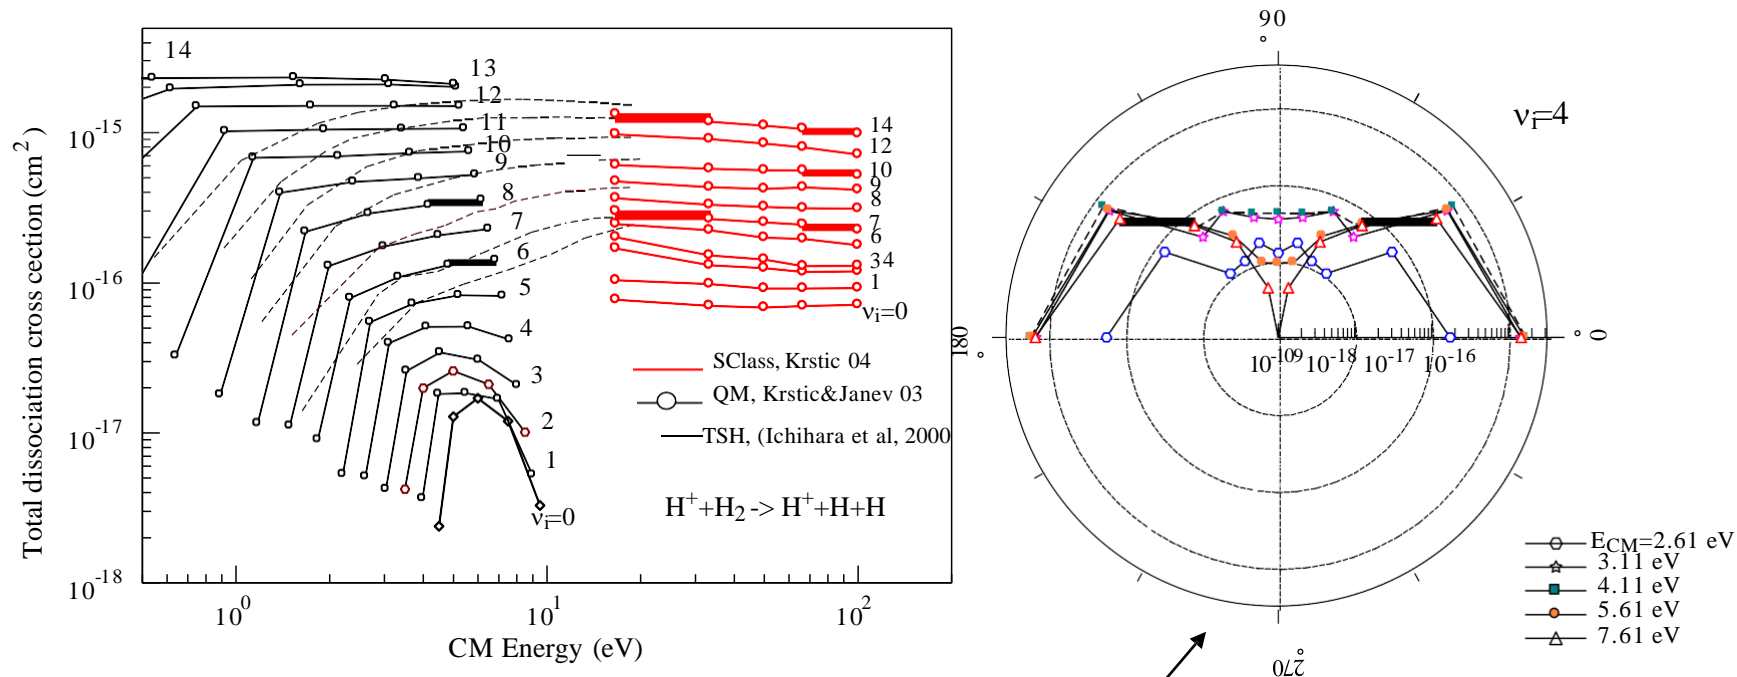 14
13
12
11
10
9
8
7
6
5
4
3
2
1
νi=0
14
12
10
9
8
7
6
34
1
νi=0
10-15
10-16
10-17
10-18
100
101
102
Total dissociation cross cection (cm2)
CM Energy (eV)
SClass, Krstic 04
QM, Krstic&Janev 03
TSH, (Ichihara et al, 2000
H++H2 -> H++H+H
90
°
νi=4
180
°
° 0
10-109
10-18
10-17
10-16
270
°
ECM=2.61 eV
3.11 eV
4.11 eV
5.61 eV
7.61 eV